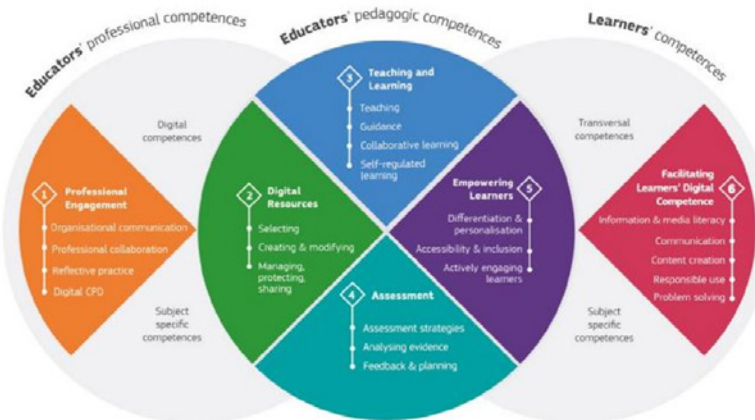 Educators' professional competences
Educators' pedagogic competences
Learners' competences
Digital
competences
Subject
specific
competences
1
Professional
Engagement
Organisational communication
Professional collaboration
Reflective practice
Digital CPD
2
Digital
Resources
Selecting
Creating & modifying
Managing,
protecting,
sharing
3
Teaching and
Learning
Teaching
Guidance
Collaborative learning
Self-regulated
learning
4
Assessment
Assessment strategies
Analysing evidence
Feedback & planning
5
Empowering
Learners
Differentiation &
personalisation
Accessibility & inclusion
Actively engaging
learners
Transversal
competences
Subject
specific
competences
6
Facilitating
Learners' Digital
Competence
Information & media literacy
Communication
Content creation
Responsible use
Problem solving